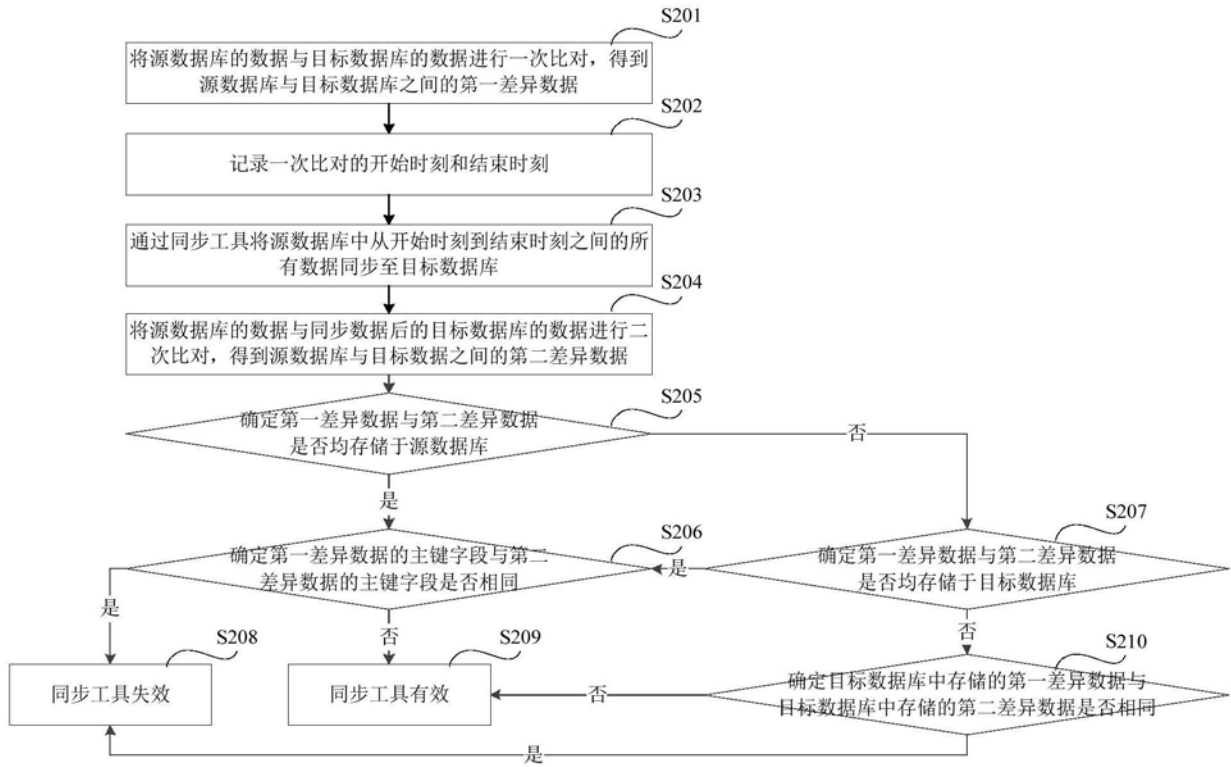 S201
将源数据库的数据与目标数据库的数据进行一次比对，得到
源数据库与目标数据库之间的第一差异数据
S202
记录一次比对的开始时刻和结束时刻
S203
通过同步工具将源数据库中从开始时刻到结束时刻之间的所
有数据同步至目标数据库
S204
将源数据库的数据与同步数据后的目标数据库的数据进行二
次比对，得到源数据库与目标数据之间的第二差异数据
S205
确定第一差异数据与第二差异数据
是否均存储于源数据库
否
是
S206
确定第一差异数据的主键字段与第二
差异数据的主键字段是否相同
S207
确定第一差异数据与第二差异数据
是否均存储于目标数据库
是
是
否
否
S208
同步工具失效
S209
同步工具有效
S210
确定目标数据库中存储的第一差异数据与
目标数据库中存储的第二差异数据是否相同
否
是